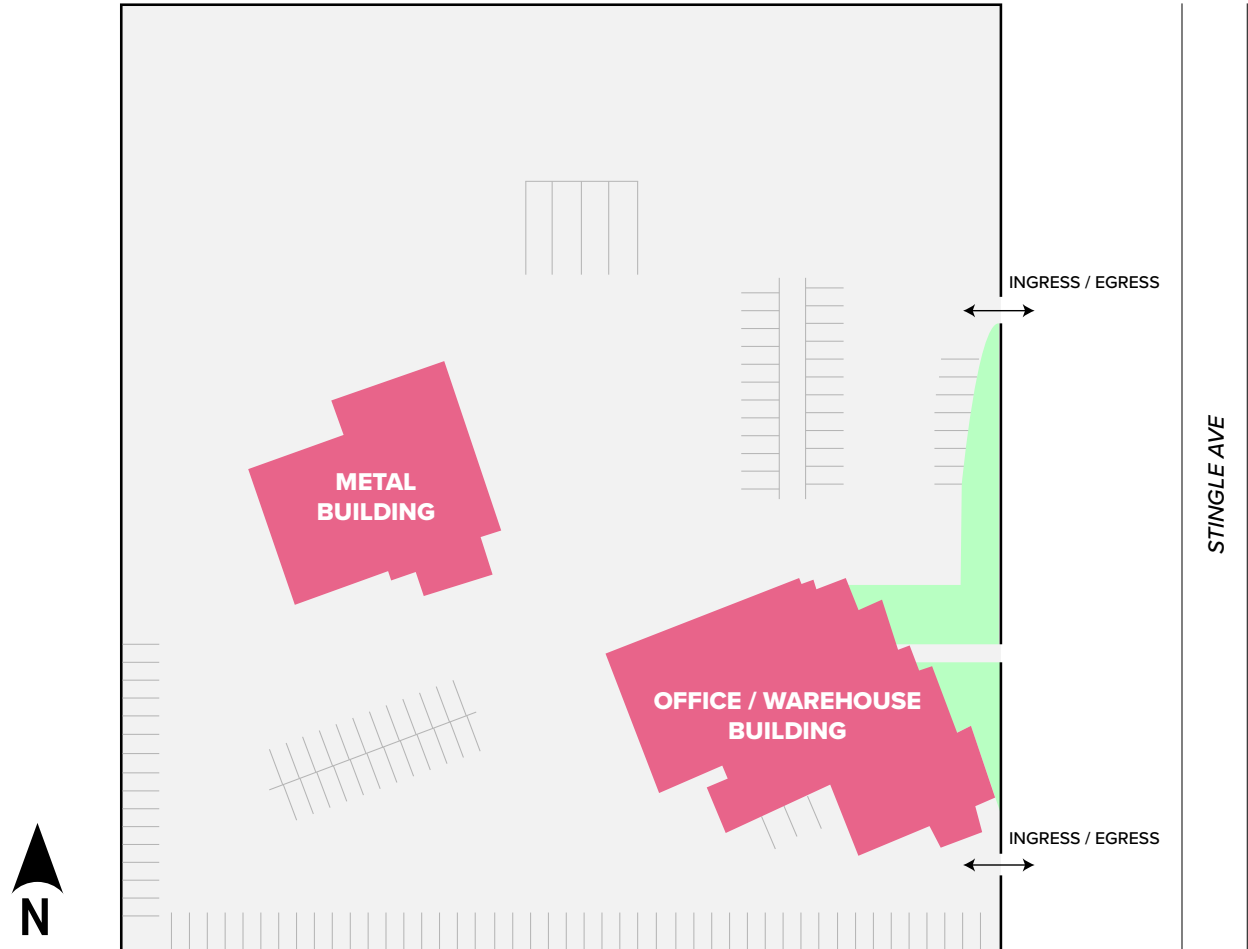 INGRESS / EGRESS
STINGLE AVE
METAL
BUILDING
OFFICE / WAREHOUSE
BUILDING
INGRESS / EGRESS
N